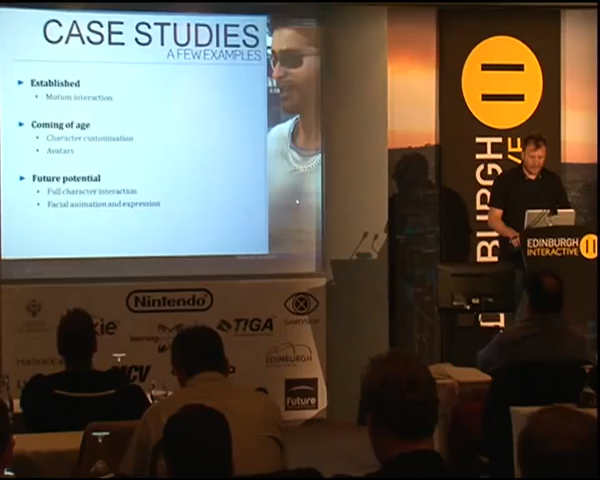 CASE STUDIES
A FEW EXAMPLES
Established
Motion interaction
Coming of age
Character customisation
Avatars
Future potential
Full character interaction
Facial animation and expression
EDINBURGH
INTERACTIVE
Nintendo
TIGA
EDINBURGH
Future